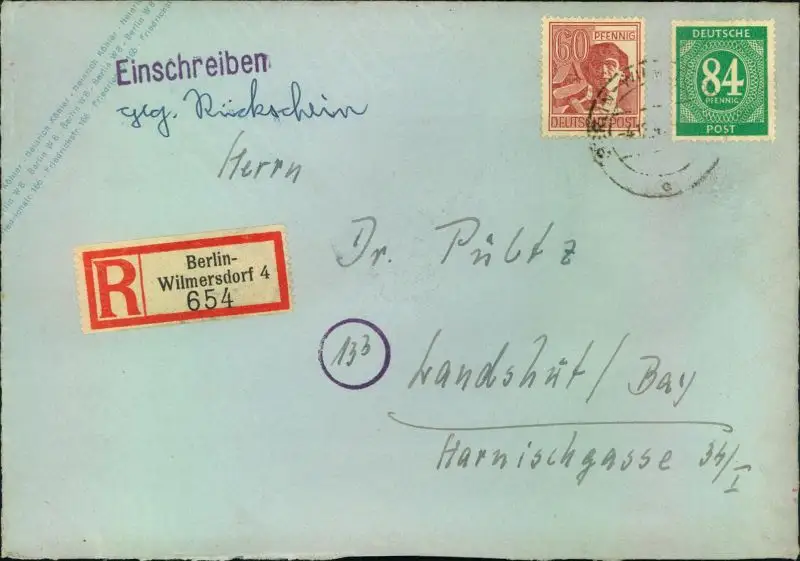 Einschreiben
geg. Rückschein
Herrn
Dr. Pültz
Landshut / Bay
Harnischgasse 34/I
R
Berlin-
Wilmersdorf 4
654
13b
60 PFENNIG
DEUTSCHE POST
DEUTSCHE
84
PFENNIG
POST